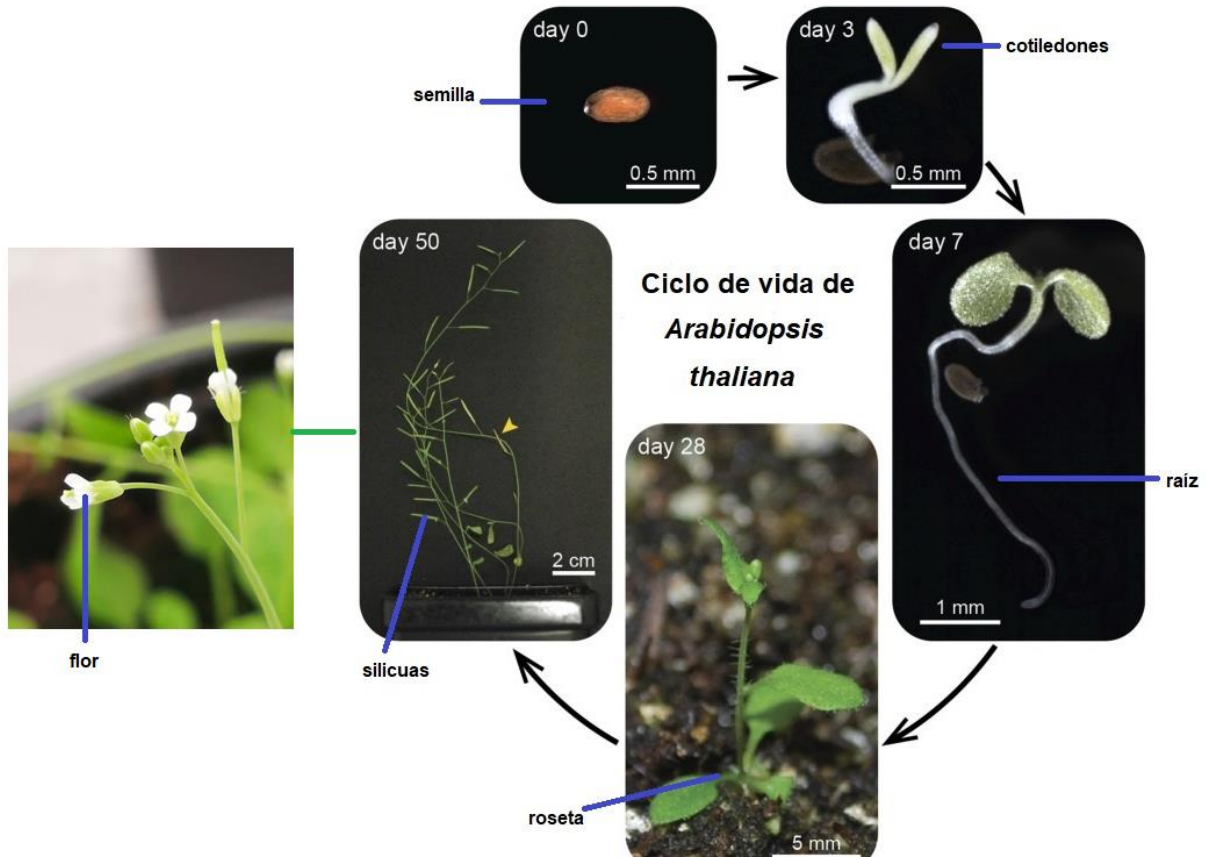 day 0
day 3
cotiledones
semilla
0.5 mm
0.5 mm
day 50
day 7
Ciclo de vida de
Arabidopsis
thaliana
day 28
raíz
2 cm
1 mm
flor
silicuas
roseta
5 mm